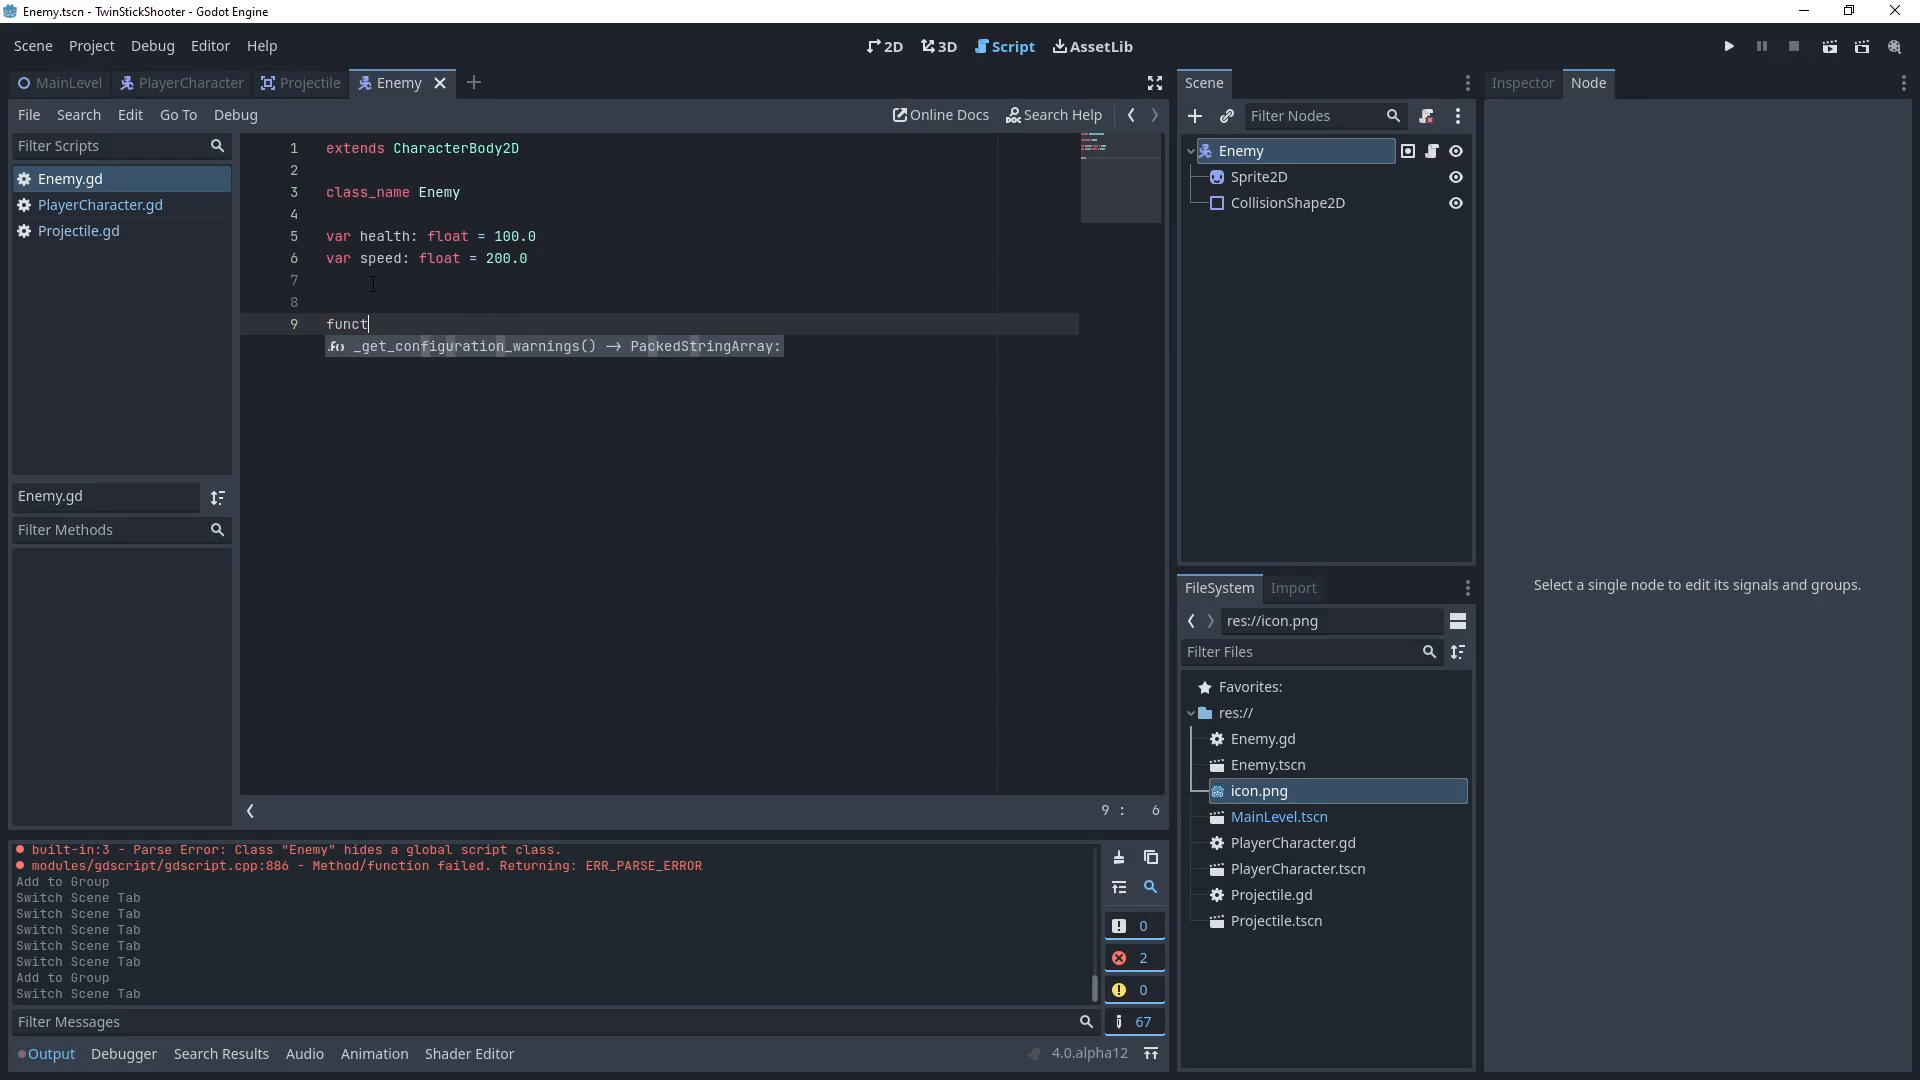 Enemy.tscn - TwinStickShooter - Godot Engine
Scene Project Debug Editor Help
2D 3D Script AssetLib
MainLevel PlayerCharacter Projectile Enemy
File Search Edit Go To Debug
Online Docs Search Help
Filter Scripts
Enemy.gd
PlayerCharacter.gd
Projectile.gd
Enemy.gd
Filter Methods
1 extends CharacterBody2D
2
3 class_name Enemy
4
5 var health: float = 100.0
6 var speed: float = 200.0
7
8
9 funct
_get_configuration_warnings() → PackedStringArray:
9 : 6
built-in:3 - Parse Error: Class "Enemy" hides a global script class.
modules/gdscript/gdscript.cpp:886 - Method/function failed. Returning: ERR_PARSE_ERROR
Add to Group
Switch Scene Tab
Switch Scene Tab
Switch Scene Tab
Switch Scene Tab
Switch Scene Tab
Add to Group
Switch Scene Tab
0
2
0
67
Filter Messages
Output Debugger Search Results Audio Animation Shader Editor
4.0.alpha12
Scene
Filter Nodes
Enemy
Sprite2D
CollisionShape2D
FileSystem Import
res://icon.png
Filter Files
Favorites:
res://
Enemy.gd
Enemy.tscn
icon.png
MainLevel.tscn
PlayerCharacter.gd
PlayerCharacter.tscn
Projectile.gd
Projectile.tscn
Inspector Node
Select a single node to edit its signals and groups.